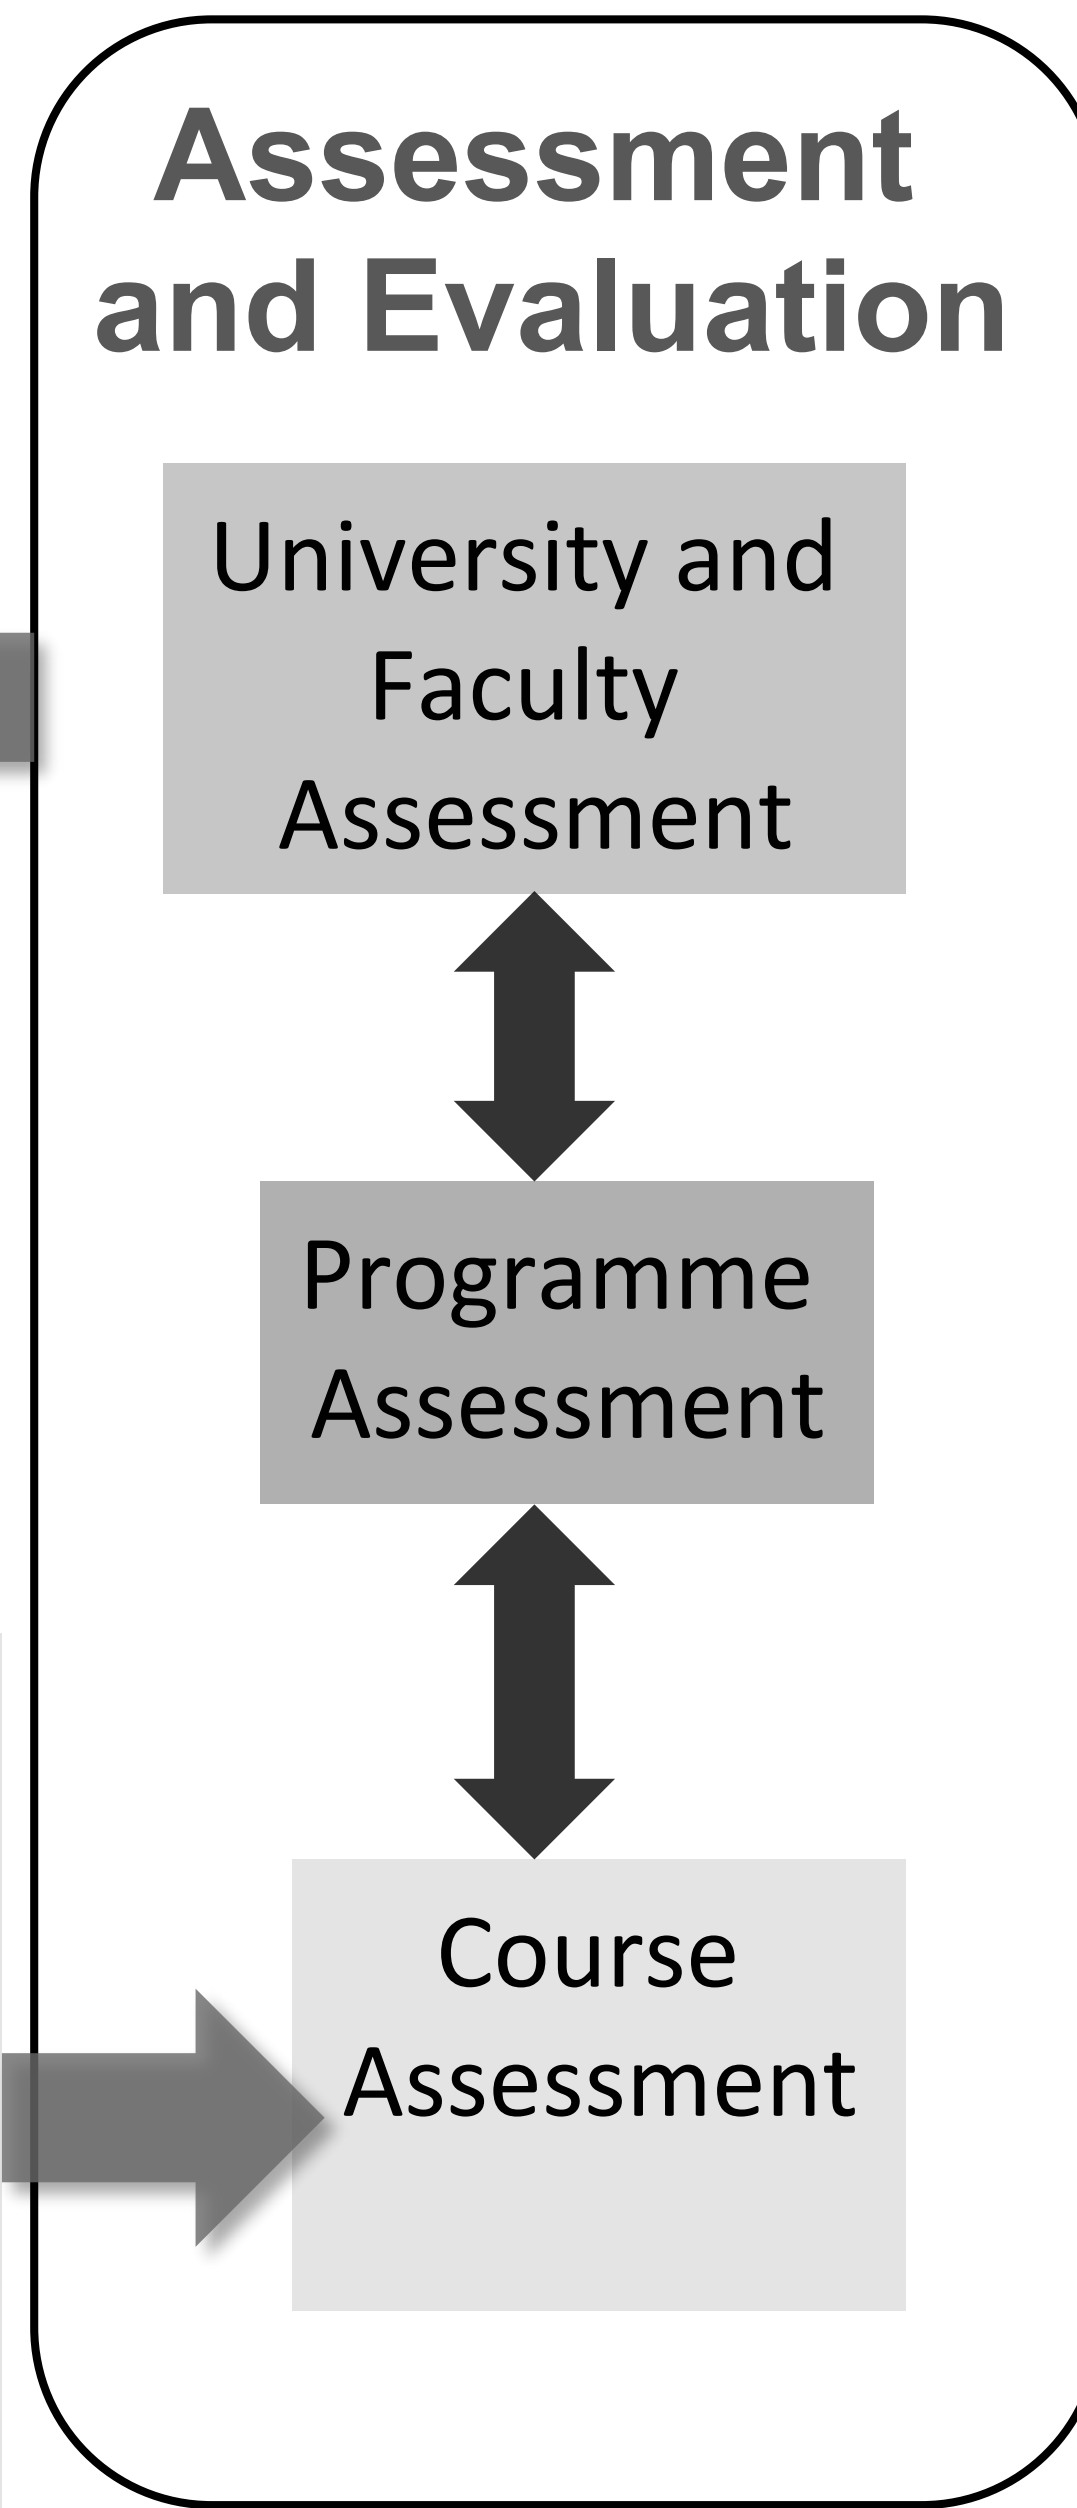 Assessment
and Evaluation
University and
Faculty
Assessment
Programme
Assessment
Course
Assessment